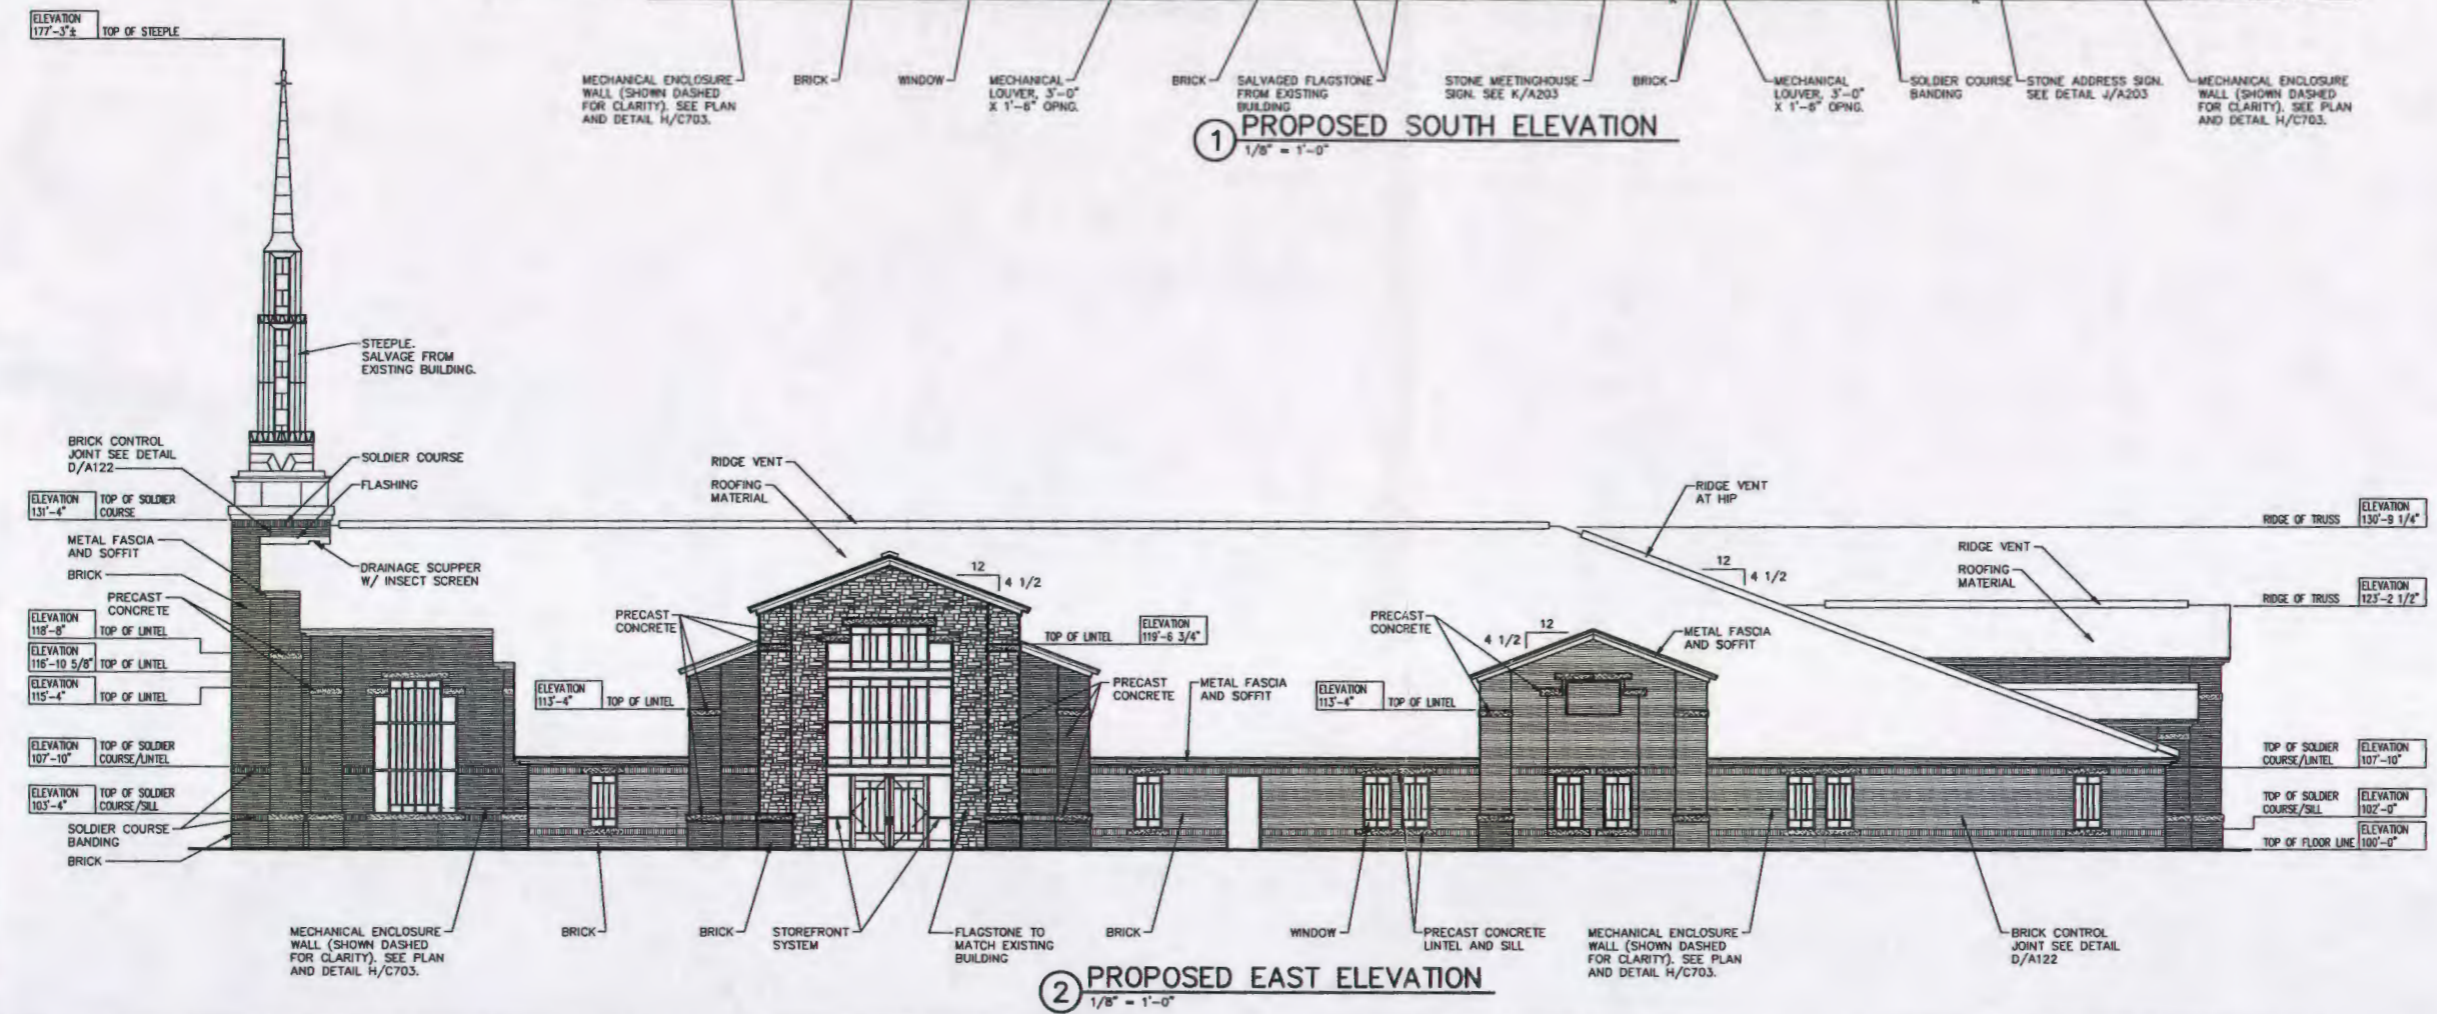 ELEVATION
177'-3"±
TOP OF STEEPLE
MECHANICAL ENCLOSURE
WALL (SHOWN DASHED
FOR CLARITY). SEE PLAN
AND DETAIL H/C703.
BRICK
WINDOW
MECHANICAL
LOUVER, 3'-0"
X 1'-6" OPNG.
BRICK
SALVAGED FLAGSTONE
FROM EXISTING
BUILDING
STONE MEETINGHOUSE
SIGN. SEE K/A203
BRICK
MECHANICAL
LOUVER, 3'-0"
X 1'-6" OPNG.
SOLDIER COURSE
BANDING
STONE ADDRESS SIGN.
SEE DETAIL J/A203
MECHANICAL ENCLOSURE
WALL (SHOWN DASHED
FOR CLARITY). SEE PLAN
AND DETAIL H/C703.
1 PROPOSED SOUTH ELEVATION
1/8" = 1'-0"
STEEPLE.
SALVAGE FROM
EXISTING BUILDING.
BRICK CONTROL
JOINT SEE DETAIL
D/A122
SOLDIER COURSE
FLASHING
ELEVATION
131'-4"
TOP OF SOLDIER
COURSE
METAL FASCIA
AND SOFFIT
BRICK
DRAINAGE SCUPPER
W/ INSECT SCREEN
PRECAST
CONCRETE
ELEVATION
118'-8"
TOP OF LINTEL
ELEVATION
116'-10 5/8"
TOP OF LINTEL
ELEVATION
115'-4"
TOP OF LINTEL
ELEVATION
107'-10"
TOP OF SOLDIER
COURSE/LINTEL
ELEVATION
103'-4"
TOP OF SOLDIER
COURSE/SILL
SOLDIER COURSE
BANDING
BRICK
RIDGE VENT
ROOFING
MATERIAL
12
4 1/2
PRECAST
CONCRETE
ELEVATION
113'-4"
TOP OF LINTEL
TOP OF LINTEL
ELEVATION
119'-6 3/4"
PRECAST
CONCRETE
METAL FASCIA
AND SOFFIT
ELEVATION
113'-4"
TOP OF LINTEL
PRECAST
CONCRETE
4 1/2
12
METAL FASCIA
AND SOFFIT
RIDGE VENT
AT HIP
12
4 1/2
RIDGE VENT
ROOFING
MATERIAL
RIDGE OF TRUSS
ELEVATION
130'-9 1/4"
RIDGE OF TRUSS
ELEVATION
123'-2 1/2"
TOP OF SOLDIER
COURSE/LINTEL
ELEVATION
107'-10"
TOP OF SOLDIER
COURSE/SILL
ELEVATION
102'-0"
TOP OF FLOOR LINE
ELEVATION
100'-0"
MECHANICAL ENCLOSURE
WALL (SHOWN DASHED
FOR CLARITY). SEE PLAN
AND DETAIL H/C703.
BRICK
BRICK
STOREFRONT
SYSTEM
FLAGSTONE TO
MATCH EXISTING
BUILDING
BRICK
WINDOW
PRECAST CONCRETE
LINTEL AND SILL
MECHANICAL ENCLOSURE
WALL (SHOWN DASHED
FOR CLARITY). SEE PLAN
AND DETAIL H/C703.
BRICK CONTROL
JOINT SEE DETAIL
D/A122
2 PROPOSED EAST ELEVATION
1/8" = 1'-0"